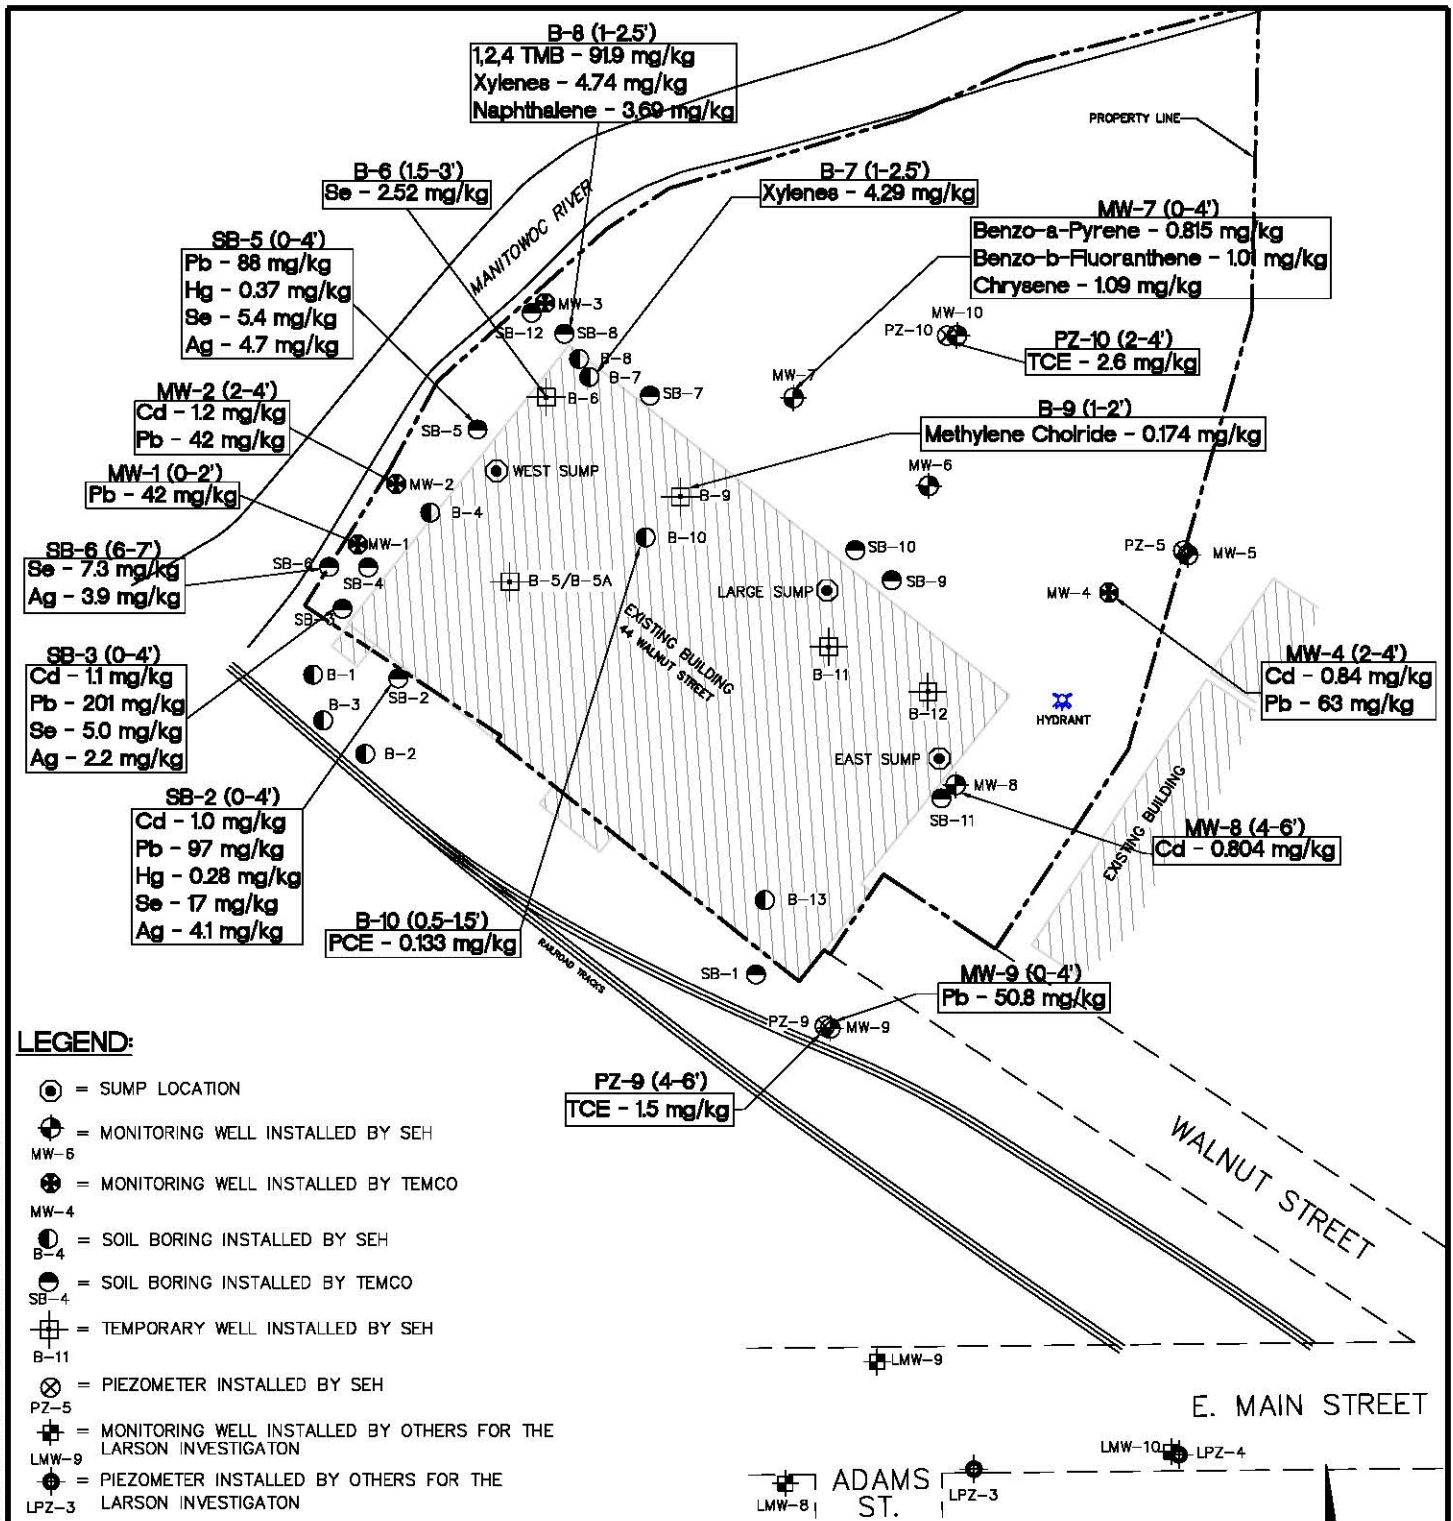 B-8 (1-2.5')
1,2,4 TMB - 91.9 mg/kg
Xylenes - 4.74 mg/kg
Naphthalene - 3.69 mg/kg
PROPERTY LINE
B-6 (1.5-3')
Se - 2.52 mg/kg
B-7 (1-2.5')
Xylenes - 4.29 mg/kg
MANITOWOC RIVER
MW-7 (0-4')
Benzo-a-Pyrene - 0.815 mg/kg
Benzo-b-Fluoranthene - 1.01 mg/kg
Chrysene - 1.09 mg/kg
SB-5 (0-4')
Pb - 88 mg/kg
Hg - 0.37 mg/kg
Se - 5.4 mg/kg
Ag - 4.7 mg/kg
MW-3
SB-12
SB-8
MW-10
PZ-10
PZ-10 (2-4')
TCE - 2.6 mg/kg
B-8
B-7
B-6
SB-7
MW-7
MW-2 (2-4')
Cd - 1.2 mg/kg
Pb - 42 mg/kg
SB-5
B-9 (1-2')
Methylene Cholride - 0.174 mg/kg
MW-1 (0-2')
Pb - 42 mg/kg
WEST SUMP
MW-2
B-9
MW-6
B-4
B-10
MW-1
SB-6 (6-7')
Se - 7.3 mg/kg
Ag - 3.9 mg/kg
SB-6
SB-4
B-5/B-5A
SB-10
SB-9
PZ-5
MW-5
LARGE SUMP
MW-4
SB-3
EXISTING BUILDING
44 WALNUT
STREET
SB-3 (0-4')
Cd - 1.1 mg/kg
Pb - 201 mg/kg
Se - 5.0 mg/kg
Ag - 2.2 mg/kg
B-1
SB-2
B-3
B-2
B-11
B-12
HYDRANT
MW-4 (2-4')
Cd - 0.84 mg/kg
Pb - 63 mg/kg
EAST SUMP
MW-8
SB-11
EXISTING BUILDING
SB-2 (0-4')
Cd - 1.0 mg/kg
Pb - 97 mg/kg
Hg - 0.28 mg/kg
Se - 17 mg/kg
Ag - 4.1 mg/kg
MW-8 (4-6')
Cd - 0.804 mg/kg
B-10 (0.5-1.5')
PCE - 0.133 mg/kg
B-13
RAILROAD TRACKS
SB-1
MW-9 (0-4')
Pb - 50.8 mg/kg
PZ-9
MW-9
PZ-9 (4-6')
TCE - 1.5 mg/kg
WALNUT STREET
LEGEND:
= SUMP LOCATION
= MONITORING WELL INSTALLED BY SEH
MW-6
= MONITORING WELL INSTALLED BY TEMCO
MW-4
= SOIL BORING INSTALLED BY SEH
B-4
= SOIL BORING INSTALLED BY TEMCO
SB-4
= TEMPORARY WELL INSTALLED BY SEH
B-11
= PIEZOMETER INSTALLED BY SEH
PZ-5
= MONITORING WELL INSTALLED BY OTHERS FOR THE
LARSON INVESTIGATON
LMW-9
= PIEZOMETER INSTALLED BY OTHERS FOR THE
LARSON INVESTIGATON
LPZ-3
LMW-9
E. MAIN STREET
LMW-10
LPZ-4
LMW-8
ADAMS
ST.
LPZ-3